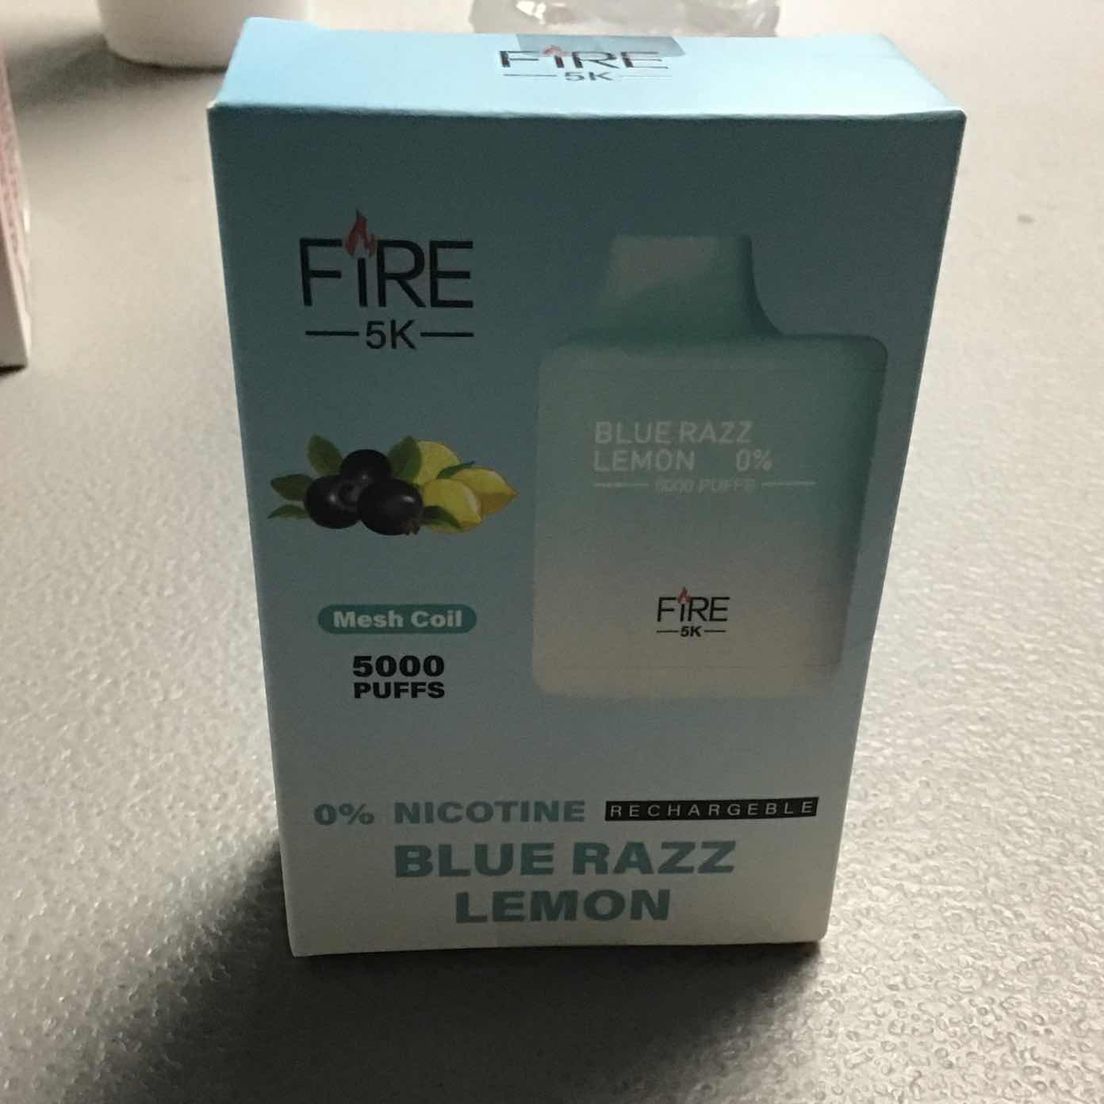 FiRE
5K
FiRE
5K
BLUE RAZZ
LEMON 0%
5000 PUFFS
FiRE
5K
Mesh Coil
5000
PUFFS
0% NICOTINE RECHARGEBLE
BLUE RAZZ
LEMON